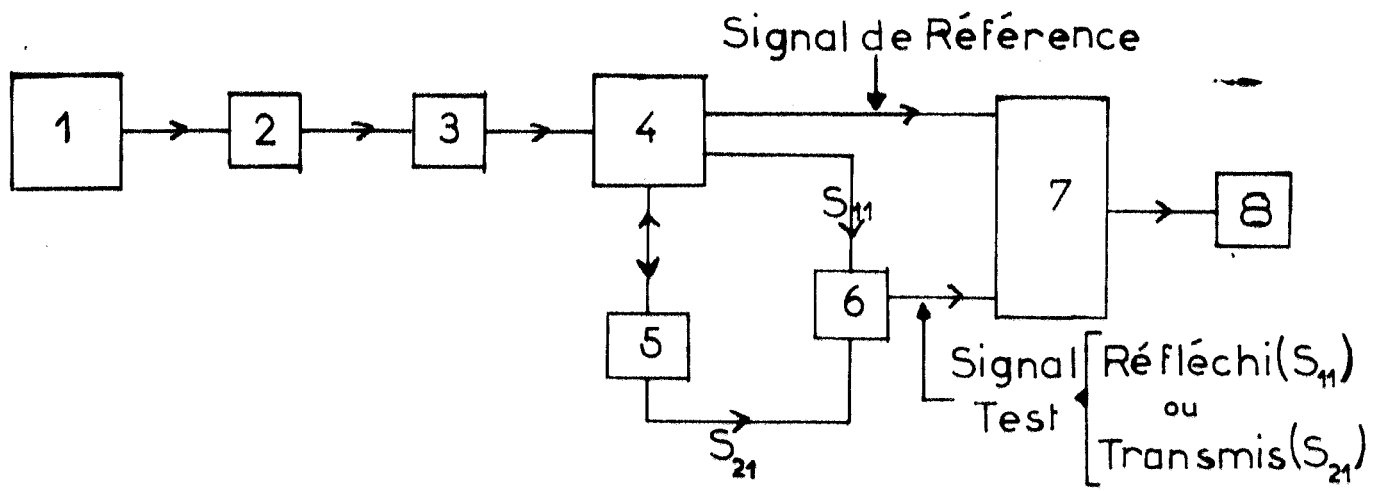 Signal de Référence
1
2
3
4
7
8
S₁₁
6
5
Signal
Test
Réfléchi(S₁₁)
ou
Transmis(S₂₁)
S₂₁